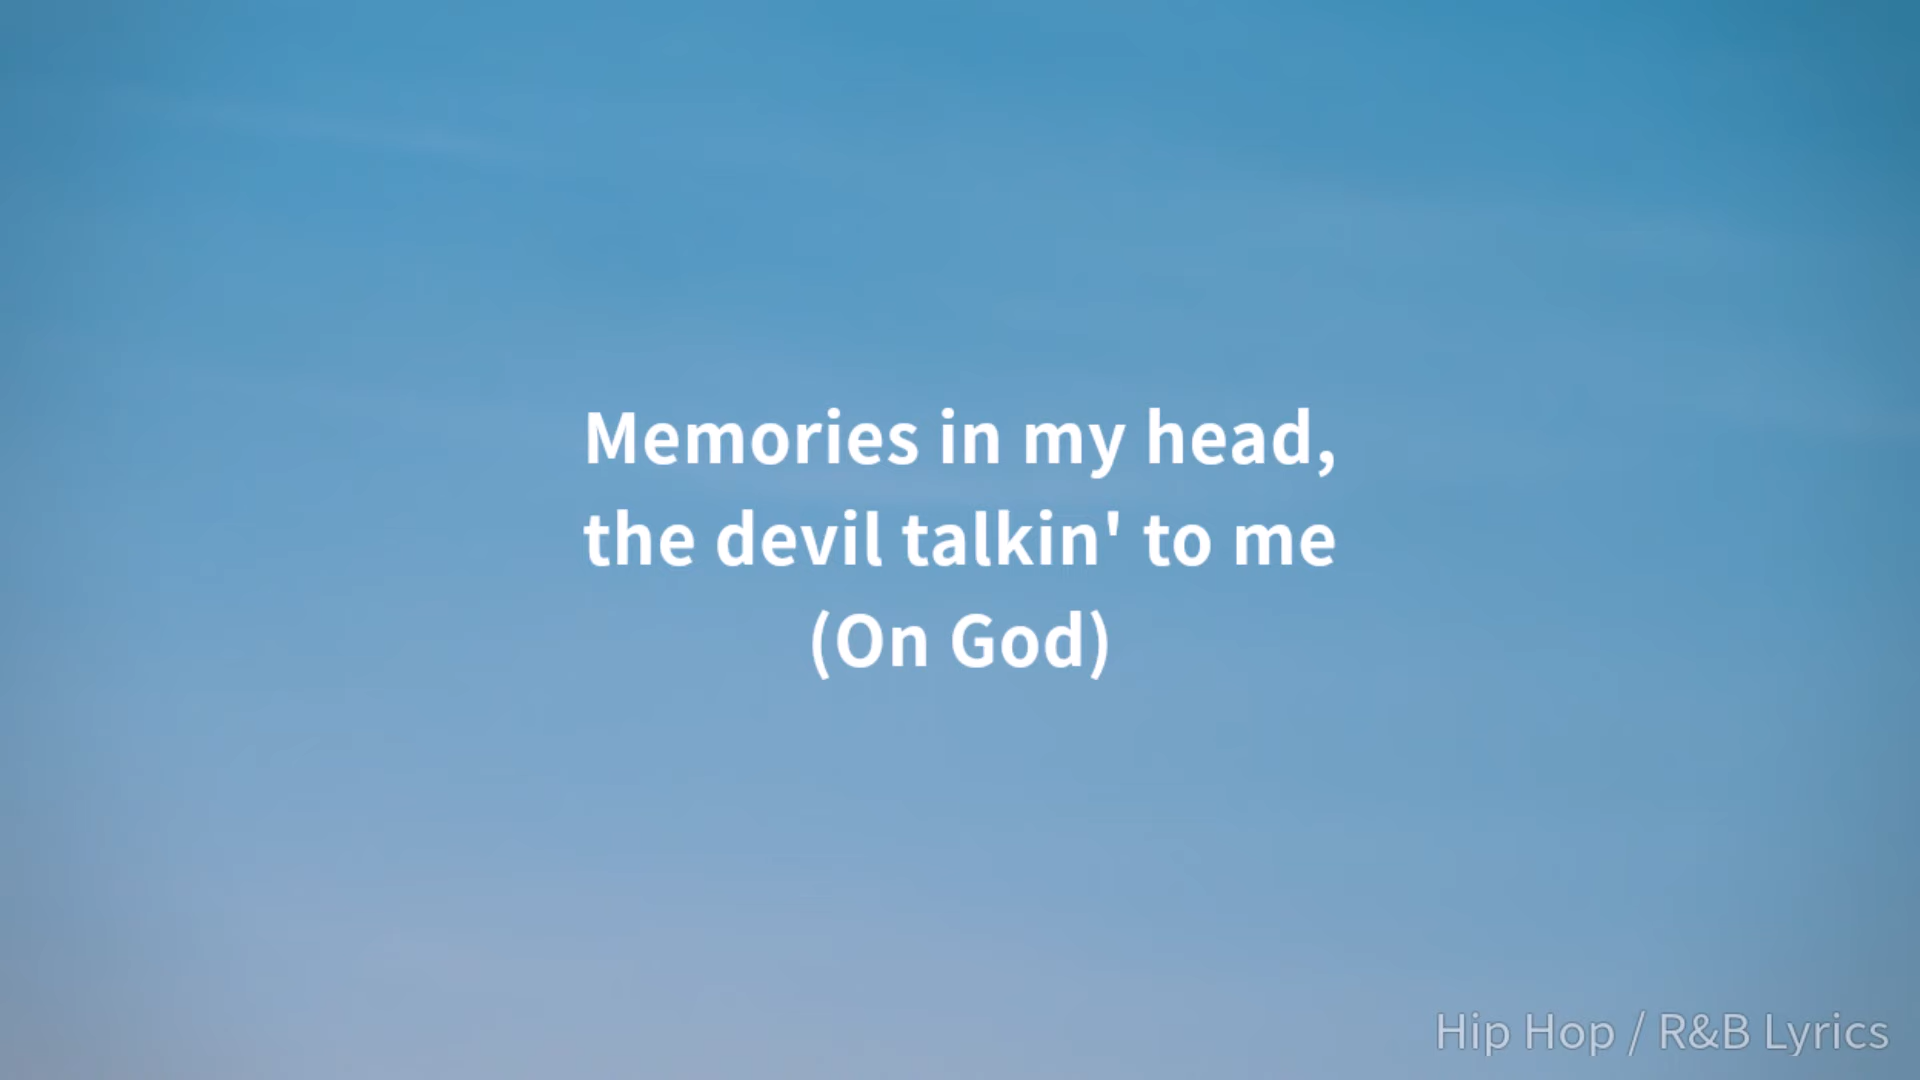 Memories in my head,
the devil talkin' to me
(On God)
Hip Hop / R&B Lyrics